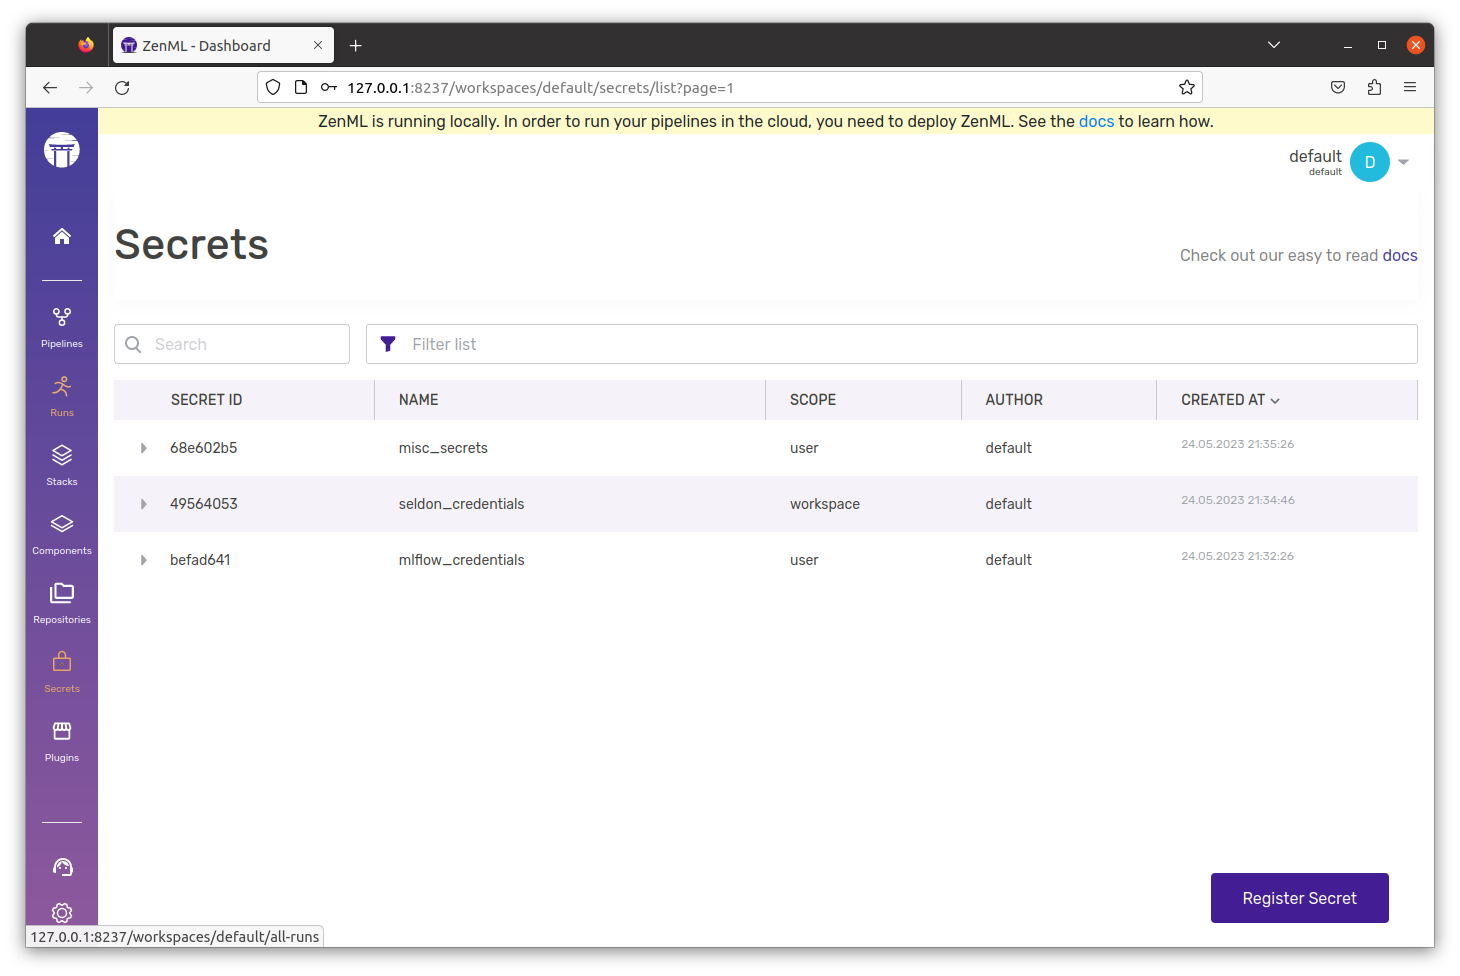 ZenML - Dashboard
127.0.0.1:8237/workspaces/default/secrets/list?page=1
ZenML is running locally. In order to run your pipelines in the cloud, you need to deploy ZenML. See the docs to learn how.
default
default
D
Secrets
Check out our easy to read docs
Search
Filter list
SECRET ID NAME SCOPE AUTHOR CREATED AT
68e602b5 misc_secrets user default 24.05.2023 21:35:26
49564053 seldon_credentials workspace default 24.05.2023 21:34:46
befad641 mlflow_credentials user default 24.05.2023 21:32:26
Pipelines
Runs
Stacks
Components
Repositories
Secrets
Plugins
Register Secret
127.0.0.1:8237/workspaces/default/all-runs